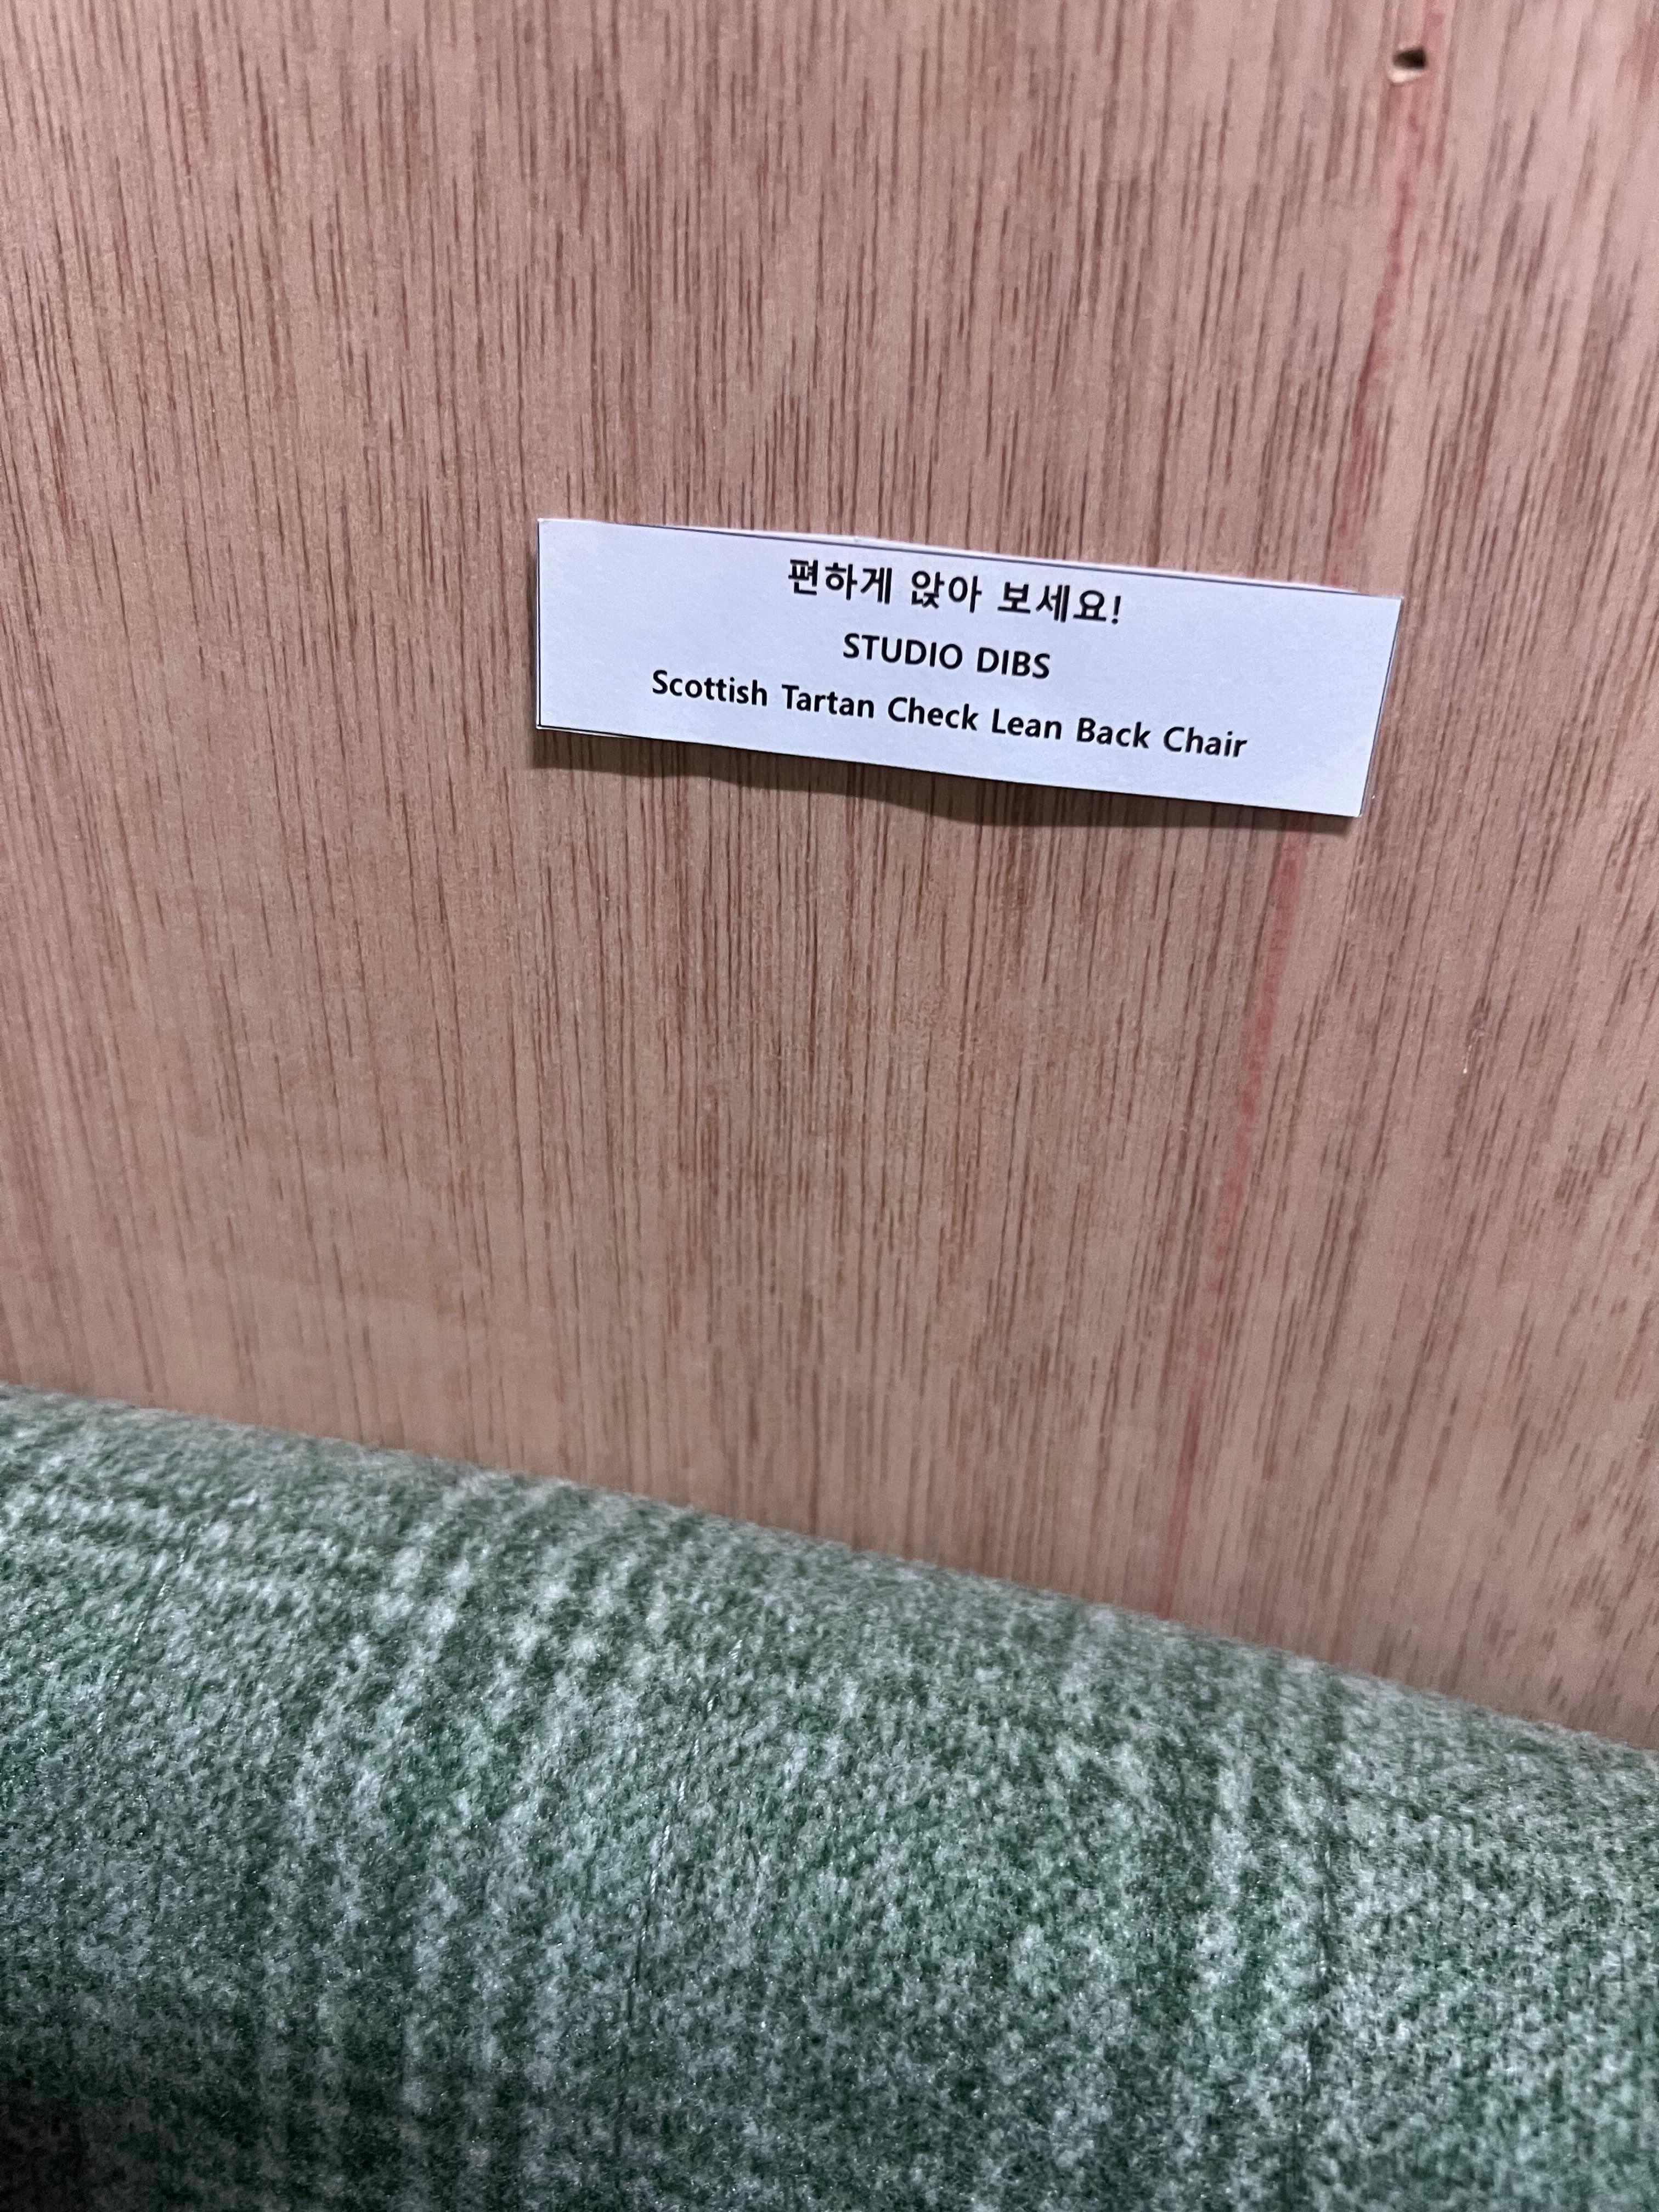 편하게 앉아 보세요!
STUDIO DIBS
Scottish Tartan Check Lean Back Chair